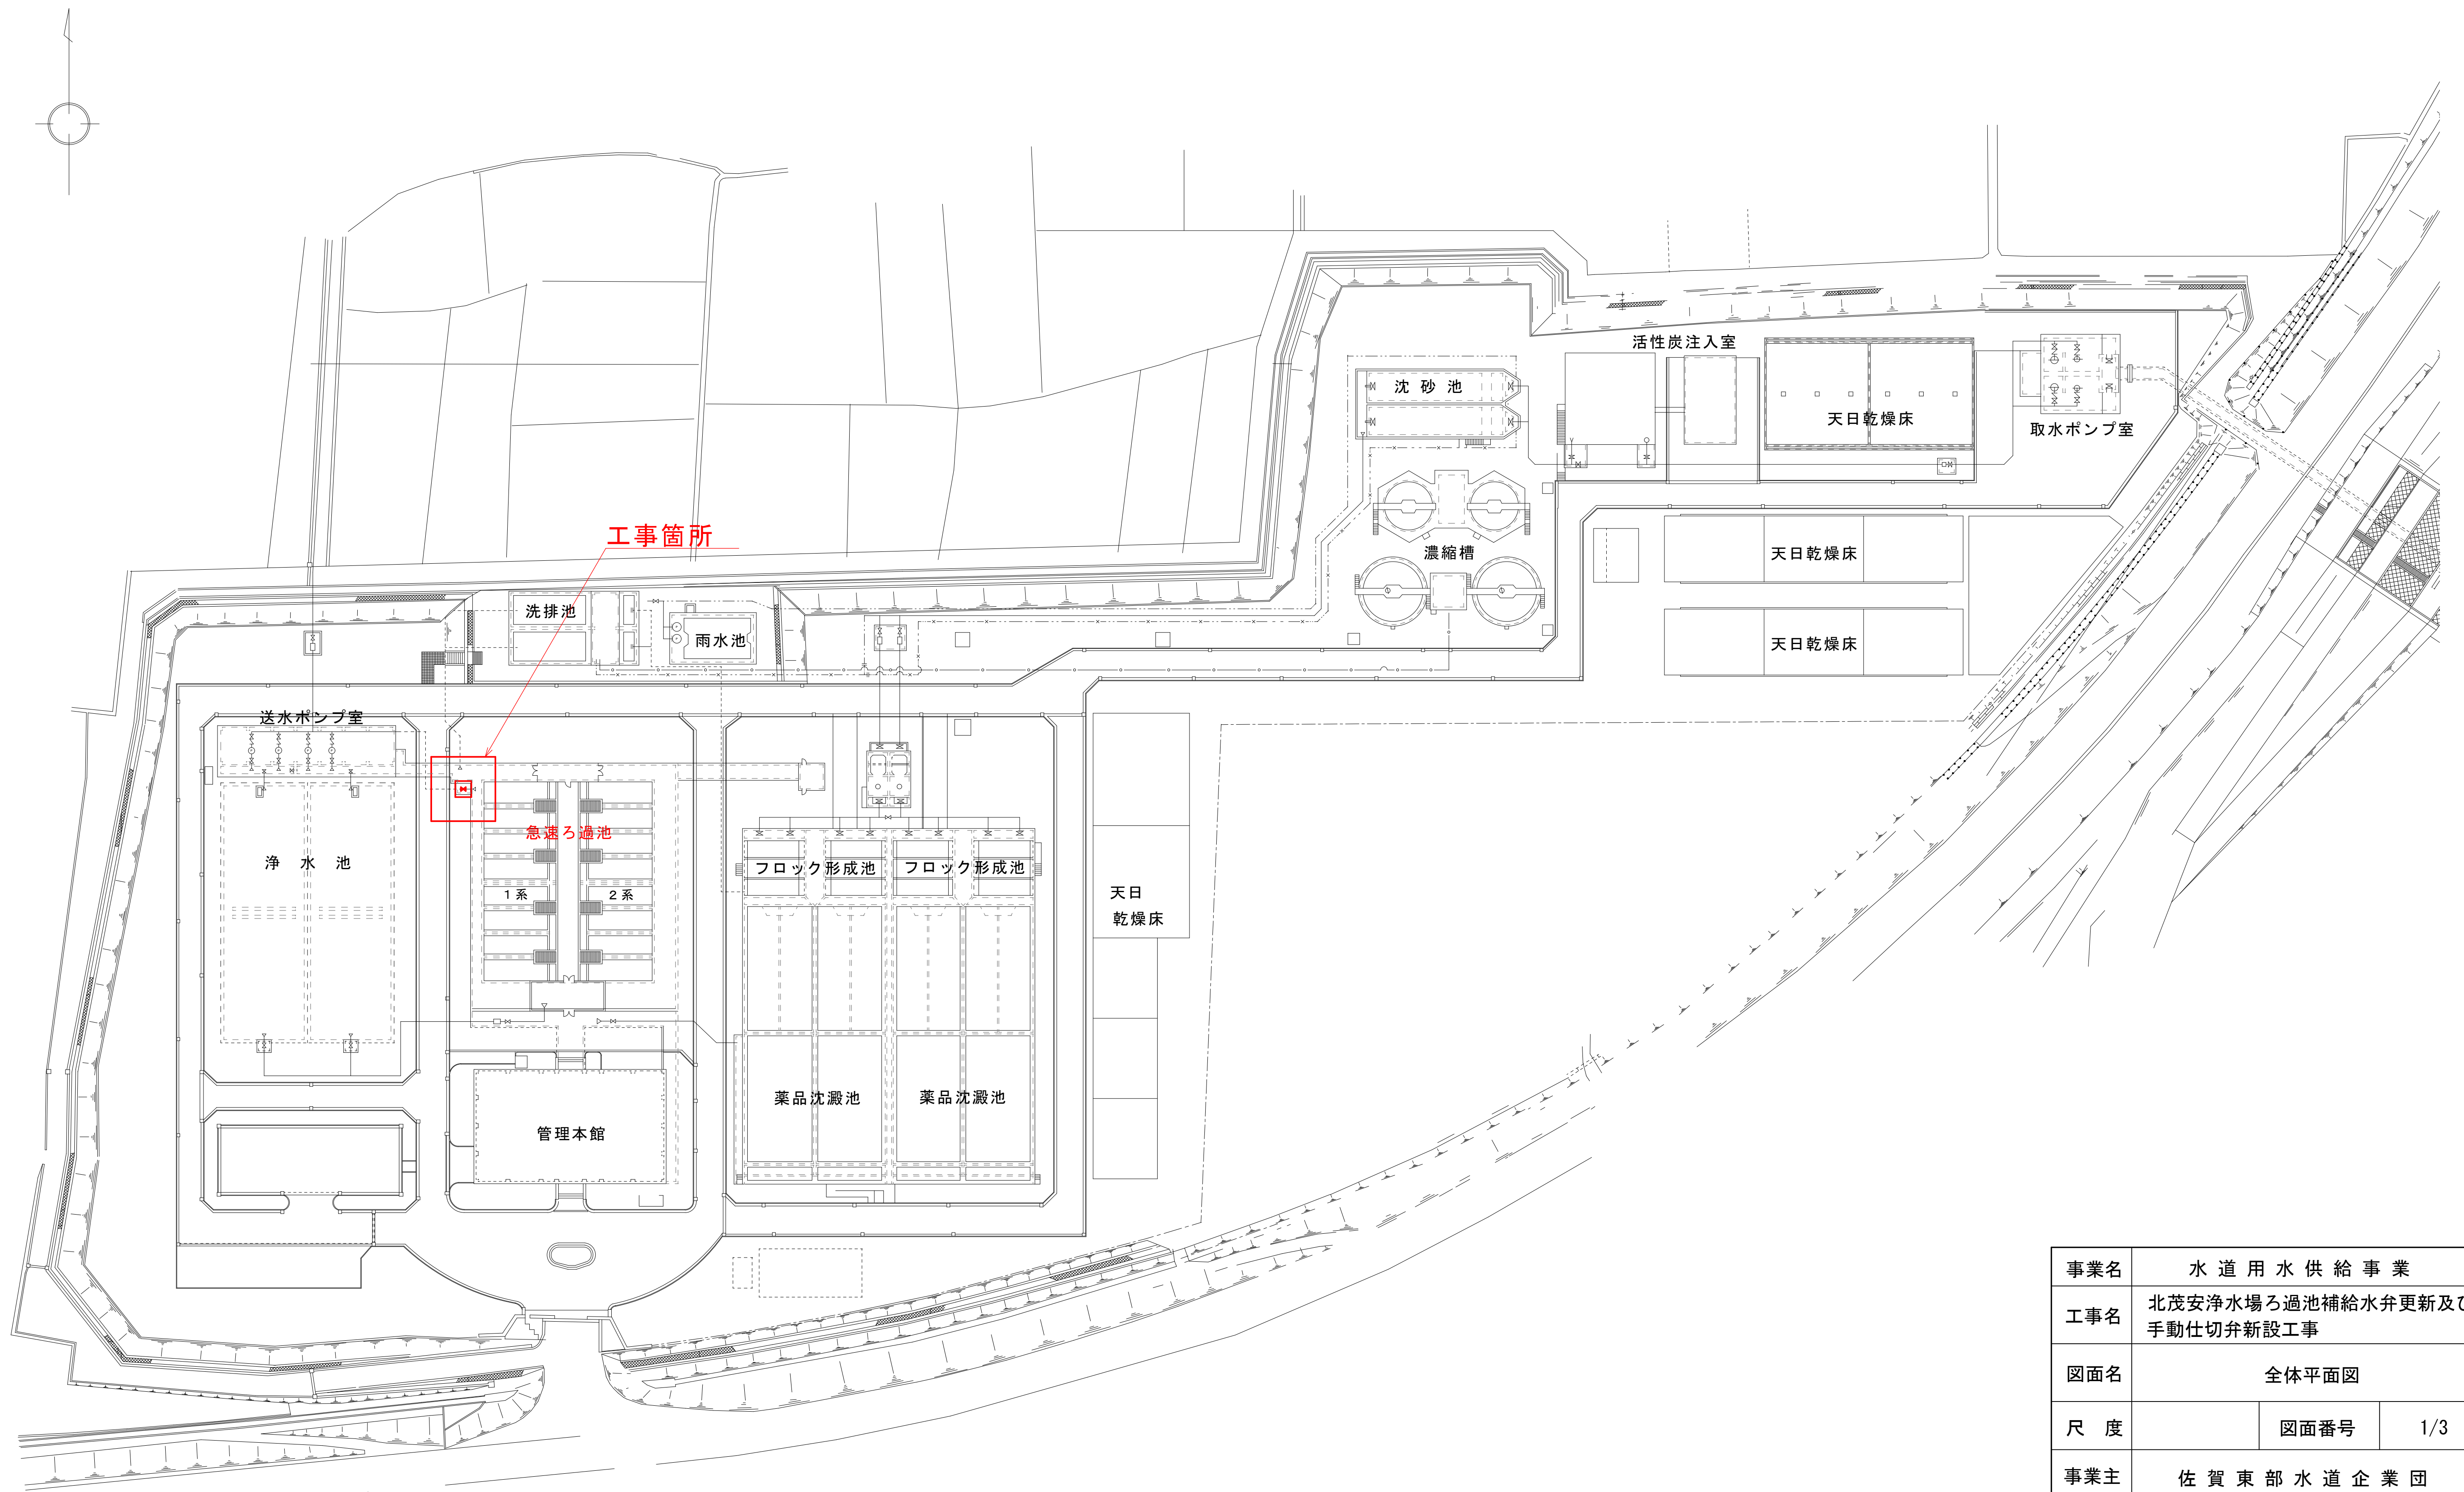 活性炭注入室
沈砂池
天日乾燥床
取水ポンプ室
工事箇所
濃縮槽
天日乾燥床
洗排池
雨水池
天日乾燥床
送水ポンプ室
急速ろ過池
浄水池
フロック形成池
フロック形成池
1系
2系
天日
乾燥床
薬品沈澱池
薬品沈澱池
管理本館
事業名 水道用水供給事業
工事名 北茂安浄水場ろ過池補給水弁更新及び
手動仕切弁新設工事
図面名 全体平面図
尺度 図面番号 1/3
事業主 佐賀東部水道企業団